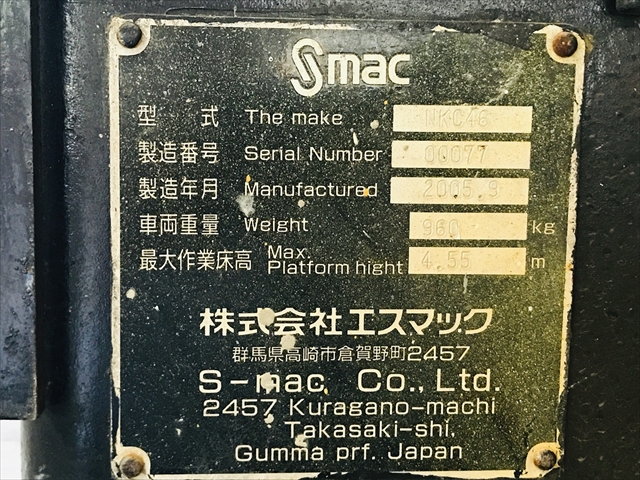 Smac
型 式 The make NKC46
製造番号 Serial Number 00077
製造年月 Manufactured 2005.9
車両重量 Weight 960 kg
最大作業床高 Max Platform hight 4.55 m
株式会社エスマック
群馬県高崎市倉賀野町2457
S-mac Co.,Ltd.
2457 Kuragano-machi
Takasaki-shi,
Gumma prf. Japan